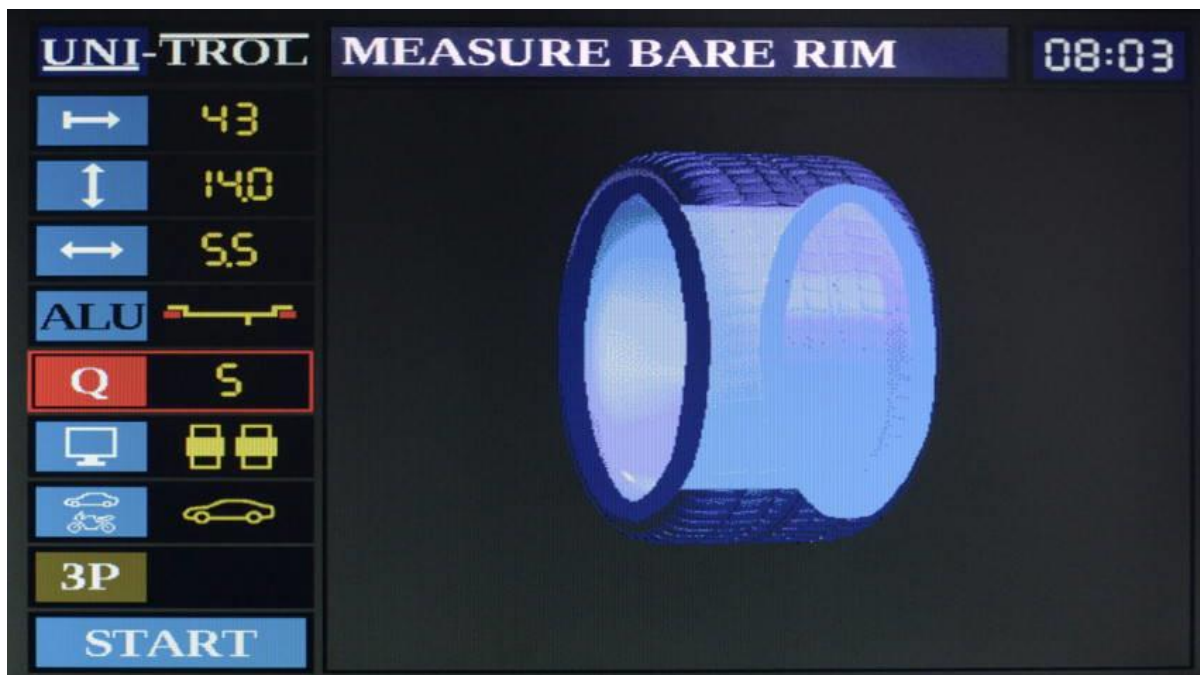 UNI-TROL
MEASURE BARE RIM
08:03
43
14.0
5.5
ALU
Q
5
3P
START